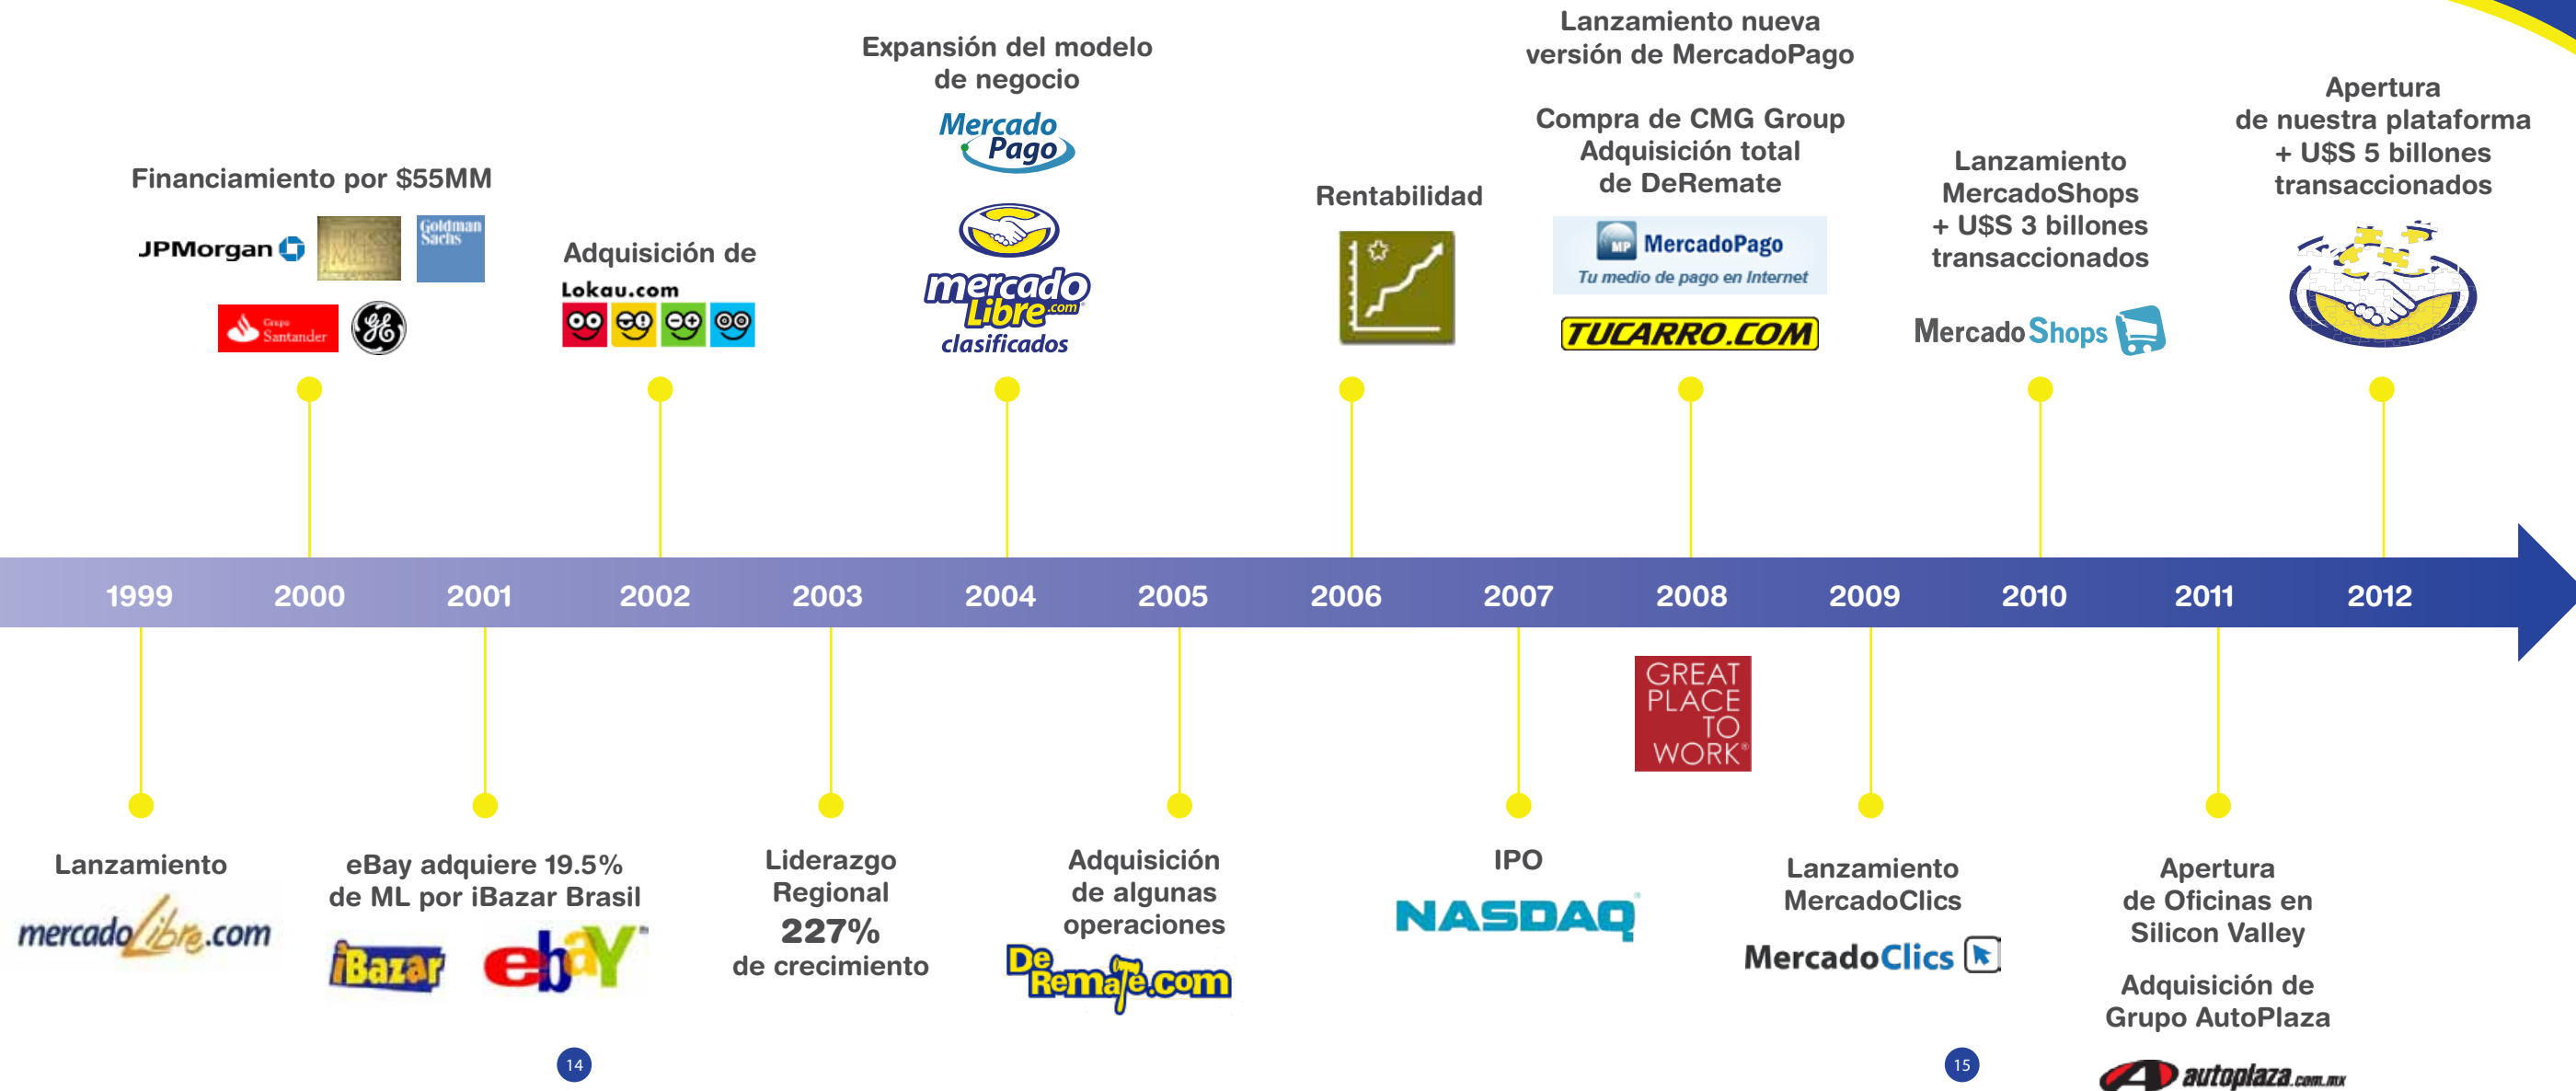 Financiamiento por $55MM
JPMorgan
Goldman
Sachs
Grupo
Santander
GE
Adquisición de
Lokau.com
Expansión del modelo
de negocio
Mercado
Pago
mercado
Libre.com
clasificados
Rentabilidad
Lanzamiento nueva
versión de MercadoPago
Compra de CMG Group
Adquisición total
de DeRemate
MP MercadoPago
Tu medio de pago en Internet
TUCARRO.COM
Lanzamiento
MercadoShops
+ U$S 3 billones
transaccionados
MercadoShops
Apertura
de nuestra plataforma
+ U$S 5 billones
transaccionados
1999 2000 2001 2002 2003 2004 2005 2006 2007 2008 2009 2010 2011 2012
Lanzamiento
mercadoLibre.com
eBay adquiere 19.5%
de ML por iBazar Brasil
iBazar
ebaY™
Liderazgo
Regional
227%
de crecimiento
Adquisición
de algunas
operaciones
De
Remate.com
IPO
NASDAQ®
GREAT
PLACE
TO
WORK®
Lanzamiento
MercadoClics
MercadoClics
Apertura
de Oficinas en
Silicon Valley
Adquisición de
Grupo AutoPlaza
autoplaza.com.mx
14
15